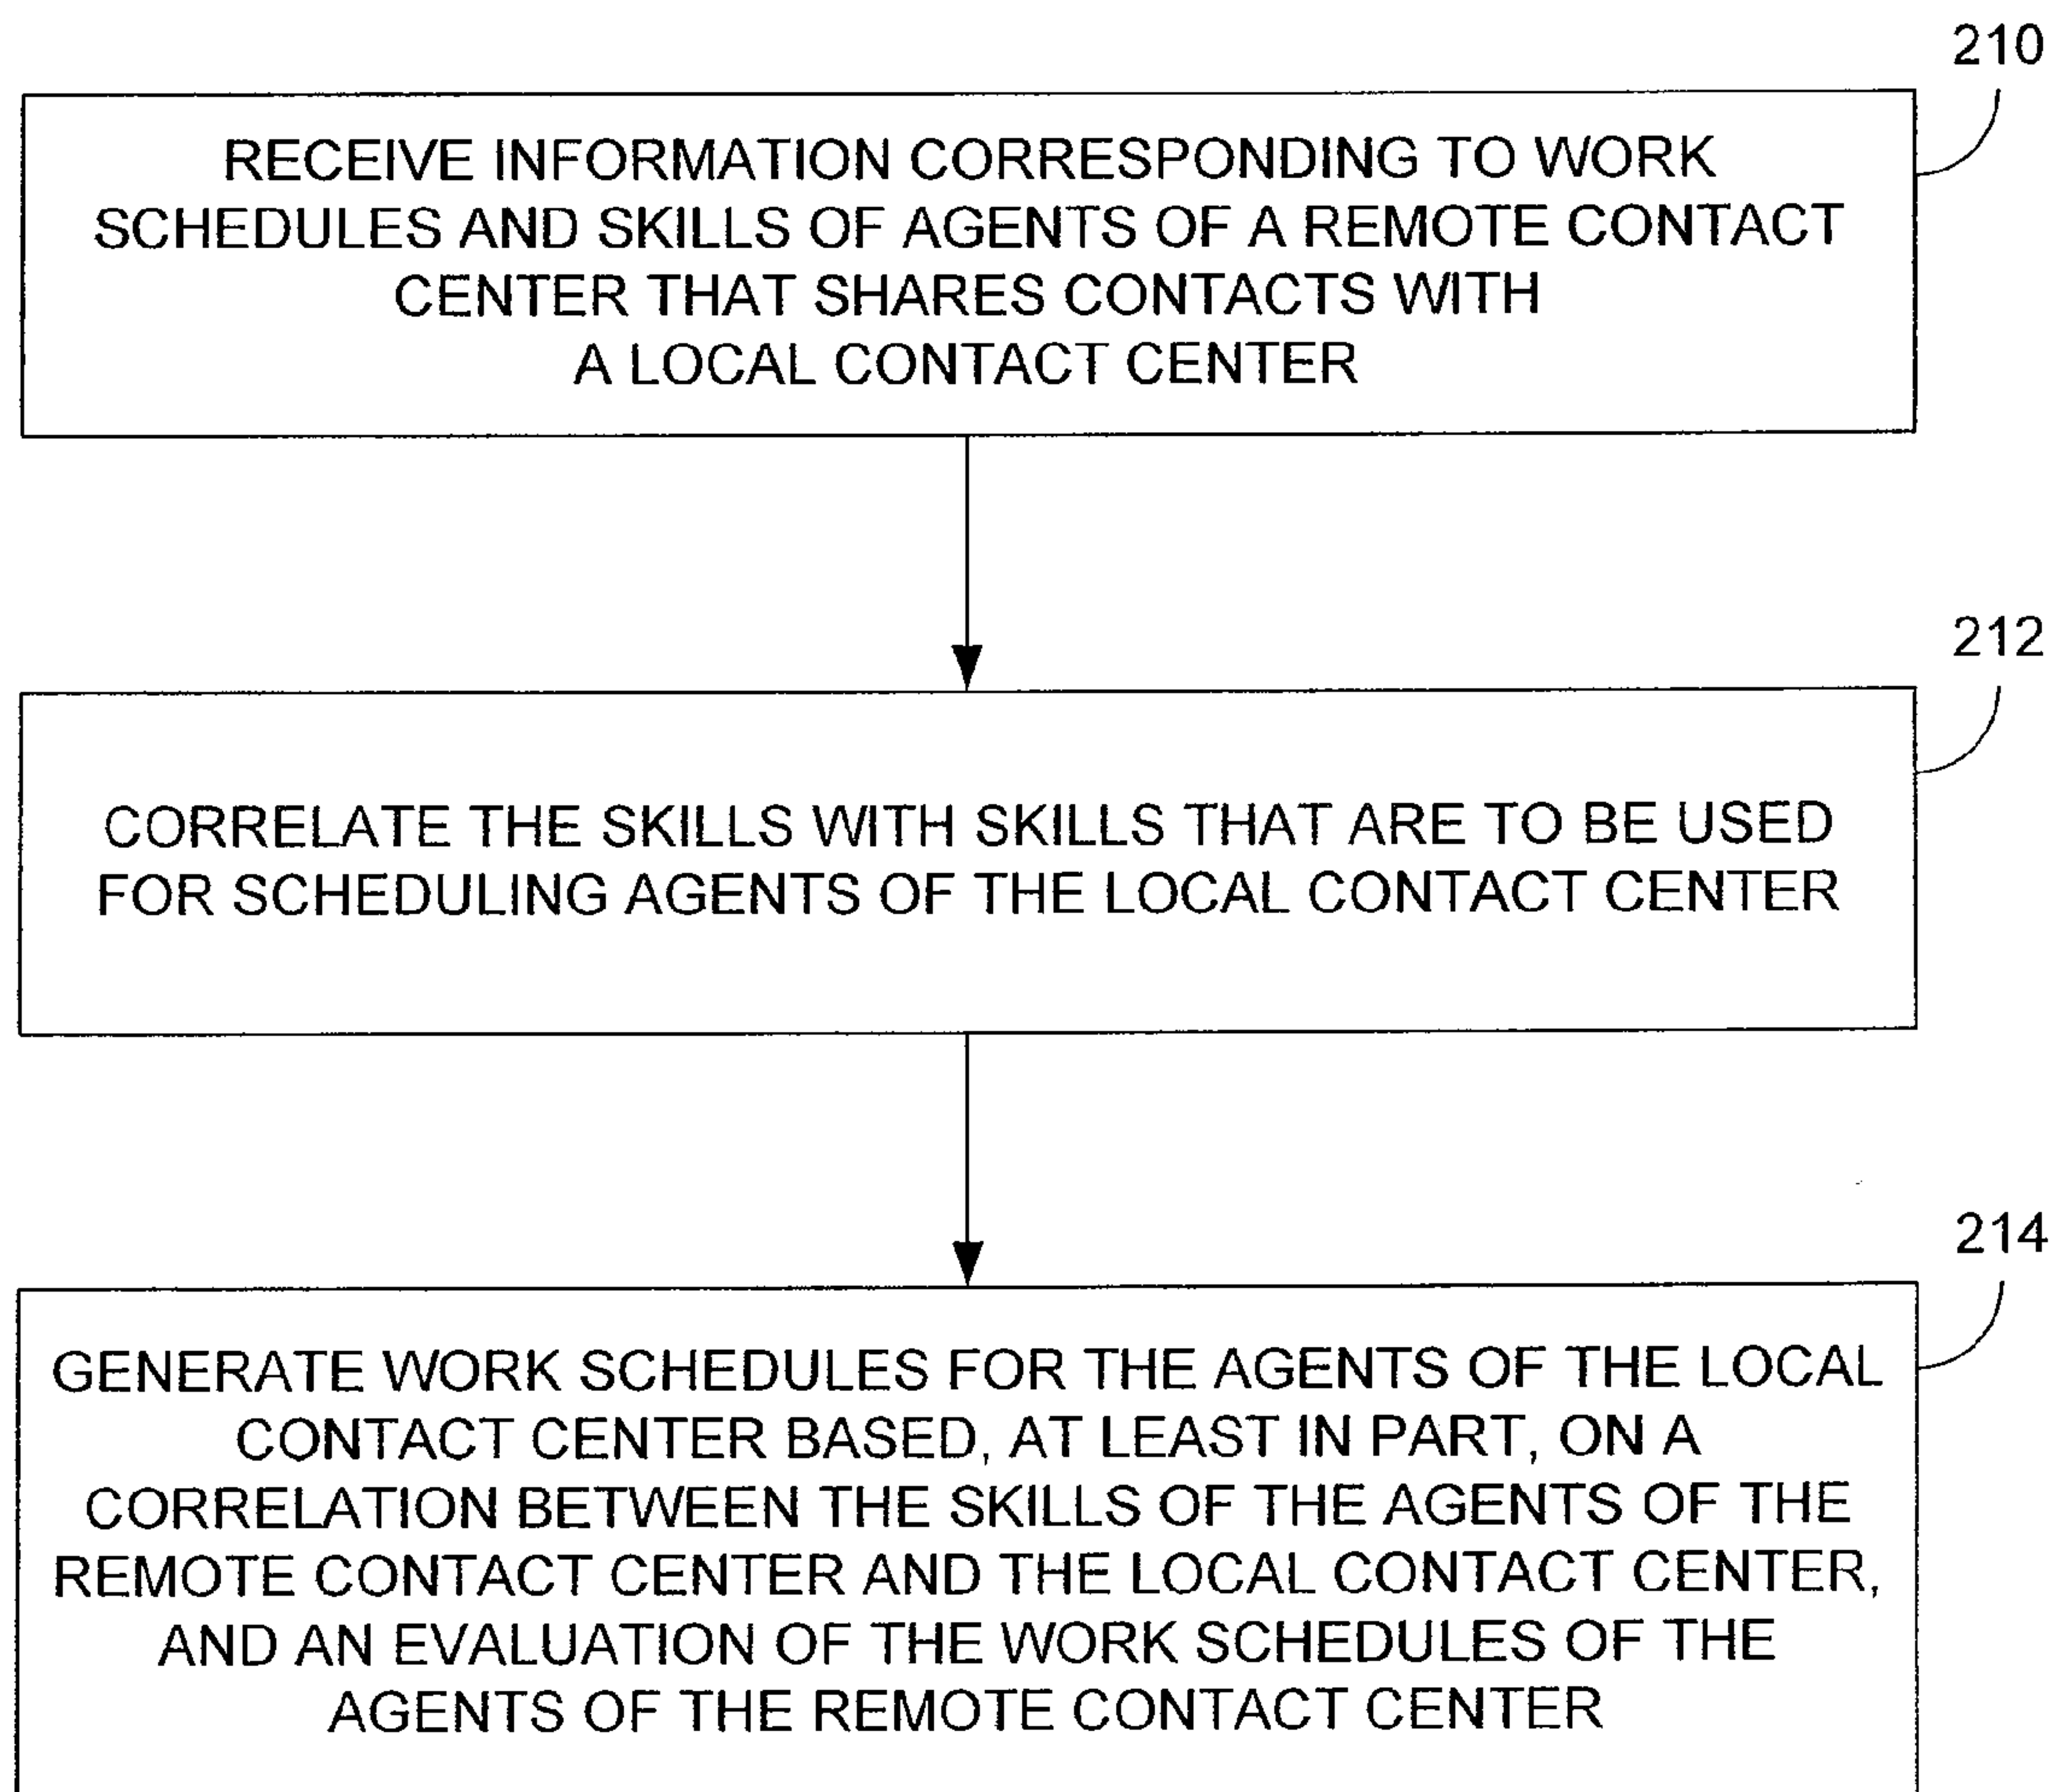 210
RECEIVE INFORMATION CORRESPONDING TO WORK
SCHEDULES AND SKILLS OF AGENTS OF A REMOTE CONTACT
CENTER THAT SHARES CONTACTS WITH
A LOCAL CONTACT CENTER
212
CORRELATE THE SKILLS WITH SKILLS THAT ARE TO BE USED
FOR SCHEDULING AGENTS OF THE LOCAL CONTACT CENTER
214
GENERATE WORK SCHEDULES FOR THE AGENTS OF THE LOCAL
CONTACT CENTER BASED, AT LEAST IN PART, ON A
CORRELATION BETWEEN THE SKILLS OF THE AGENTS OF THE
REMOTE CONTACT CENTER AND THE LOCAL CONTACT CENTER,
AND AN EVALUATION OF THE WORK SCHEDULES OF THE
AGENTS OF THE REMOTE CONTACT CENTER